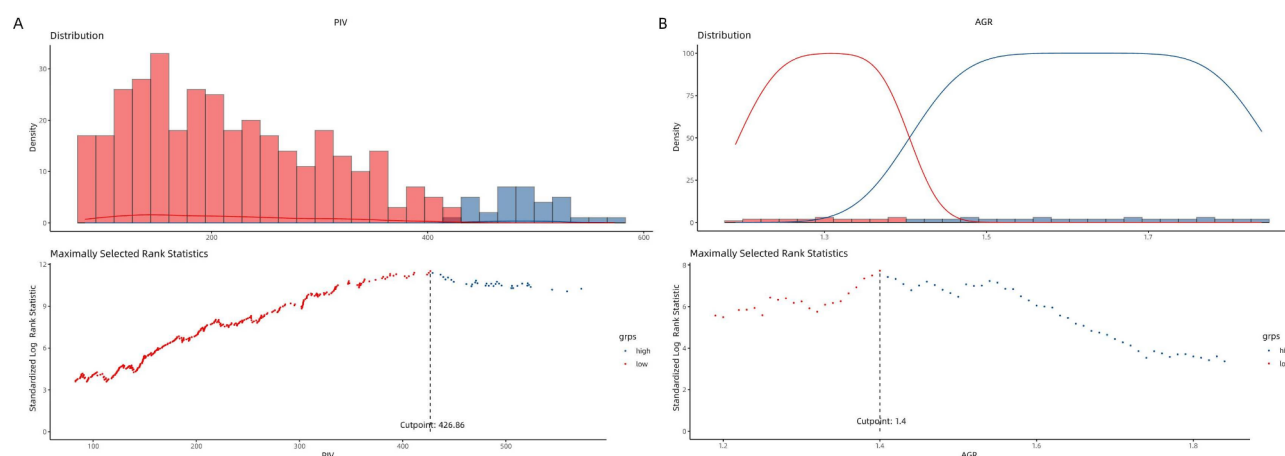 A
PIV
Distribution
Density
30
20
10
0
200
400
600
Maximally Selected Rank Statistics
Standardized Log Rank Statistic
12
9
6
3
0
Cutpoint: 426.86
100
200
300
400
500
PIV
grps
high
low
B
AGR
Distribution
Density
100
75
50
25
0
1.3
1.5
1.7
Maximally Selected Rank Statistics
Standardized Log Rank Statistic
8
6
4
2
0
Cutpoint: 1.4
1.2
1.4
1.6
1.8
AGR
grps
hi
lo